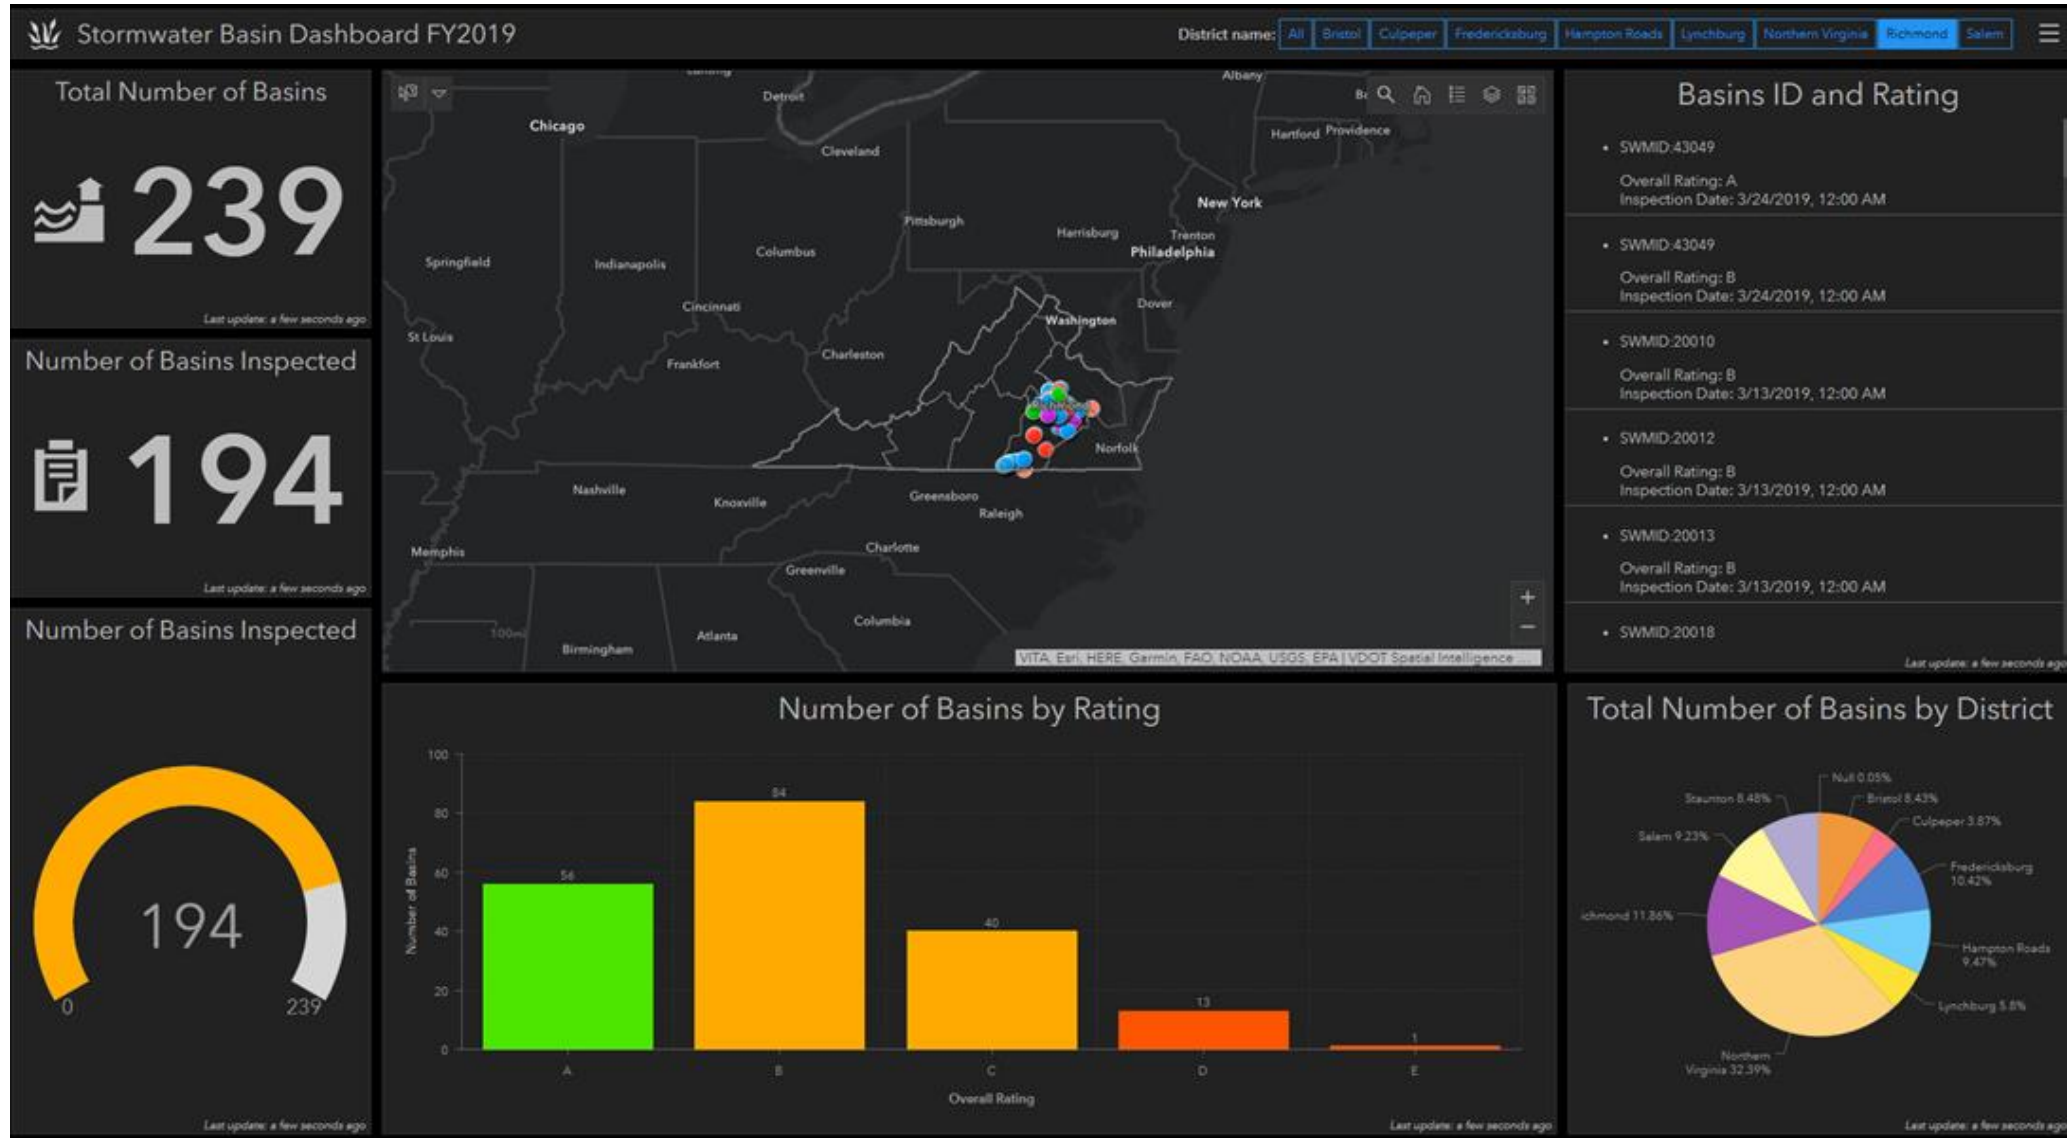 Stormwater Basin Dashboard FY2019
District name: All Bristol Culpeper Fredericksburg Hampton Roads Lynchburg Northern Virginia Richmond Salem
Total Number of Basins
239
Last update: a few seconds ago
Number of Basins Inspected
194
Last update: a few seconds ago
Number of Basins Inspected
194
0
239
Last update: a few seconds ago
Lansing
Albany
Detroit
Chicago
Hartford Providence
Cleveland
New York
Pittsburgh
Harrisburg
Trenton
Philadelphia
Columbus
Springfield
Indianapolis
Cincinnati
Dover
Washington
St Louis
Charleston
Frankfort
Richmond
Norfolk
Nashville
Knoxville
Greensboro
Raleigh
Memphis
Charlotte
Greenville
Columbia
100mi
Atlanta
Birmingham
+
−
VITA, Esri, HERE, Garmin, FAO, NOAA, USGS, EPA | VDOT Spatial Intelligence ...
Basins ID and Rating
• SWMID:43049
Overall Rating: A
Inspection Date: 3/24/2019, 12:00 AM
• SWMID:43049
Overall Rating: B
Inspection Date: 3/24/2019, 12:00 AM
• SWMID:20010
Overall Rating: B
Inspection Date: 3/13/2019, 12:00 AM
• SWMID:20012
Overall Rating: B
Inspection Date: 3/13/2019, 12:00 AM
• SWMID:20013
Overall Rating: B
Inspection Date: 3/13/2019, 12:00 AM
• SWMID:20018
Last update: a few seconds ago
Number of Basins by Rating
100
80
60
40
20
0
Number of Basins
56
84
40
13
1
A
B
C
D
E
Overall Rating
Last update: a few seconds ago
Total Number of Basins by District
Null 0.05%
Bristol 8.43%
Culpeper 3.87%
Fredericksburg
10.42%
Hampton Roads
9.47%
Lynchburg 5.8%
Northern
Virginia 32.39%
ichmond 11.86%
Salem 9.23%
Staunton 8.48%
Last update: a few seconds ago